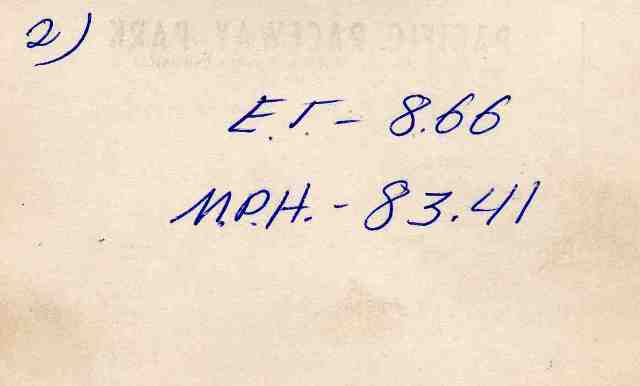 2)
E.T. - 8.66
M.P.H. - 83.41